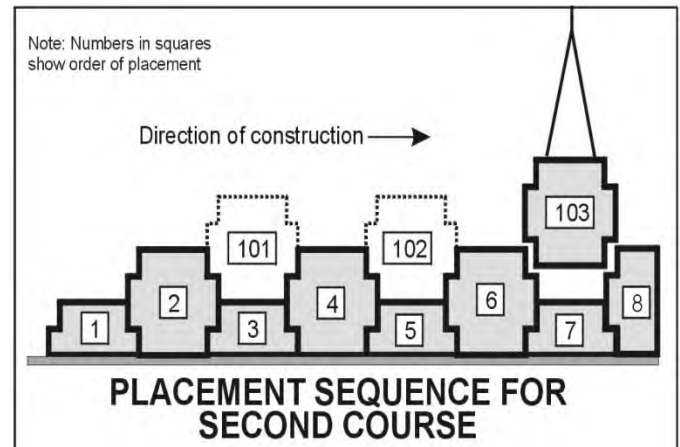 Note: Numbers in squares
show order of placement
Direction of construction
103
101
102
2
4
6
8
1
3
5
7
PLACEMENT SEQUENCE FOR
SECOND COURSE